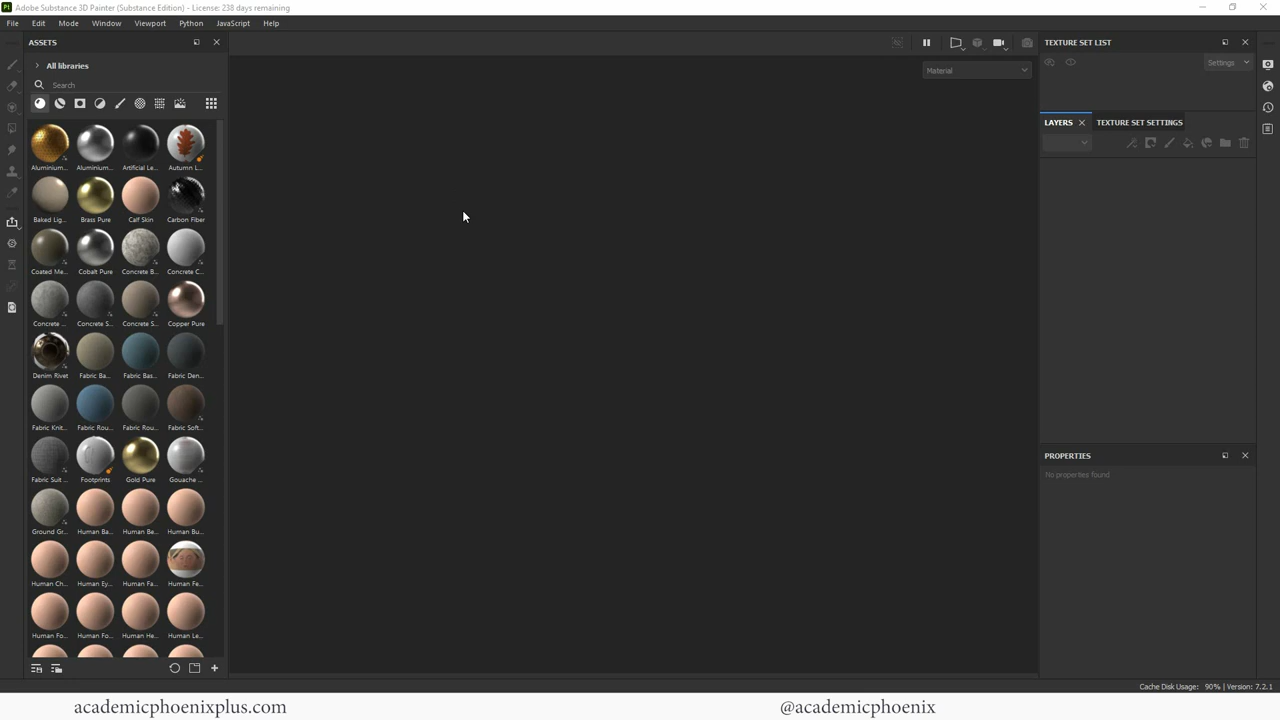 Pt Adobe Substance 3D Painter (Substance Edition) - License: 238 days remaining
File Edit Mode Window Viewport Python JavaScript Help
ASSETS
TEXTURE SET LIST
All libraries
Settings
Search
Material
LAYERS TEXTURE SET SETTINGS
Aluminium... Aluminium... Artificial Le... Autumn L...
Baked Lig... Brass Pure Calf Skin Carbon Fiber
Coated Me... Cobalt Pure Concrete B... Concrete C...
Concrete ... Concrete S... Concrete S... Copper Pure
Denim Rivet Fabric Ba... Fabric Bas... Fabric Den...
Fabric Knit... Fabric Rou... Fabric Rou... Fabric Soft...
PROPERTIES
No properties found
Fabric Suit ... Footprints Gold Pure Gouache ...
Ground Gr... Human Ba... Human Be... Human Bu...
Human Ch... Human Ey... Human Fa... Human Fe...
Human Fo... Human Fo... Human He... Human Le...
Cache Disk Usage: 90% | Version: 7.2.1
academicphoenixplus.com
@academicphoenix